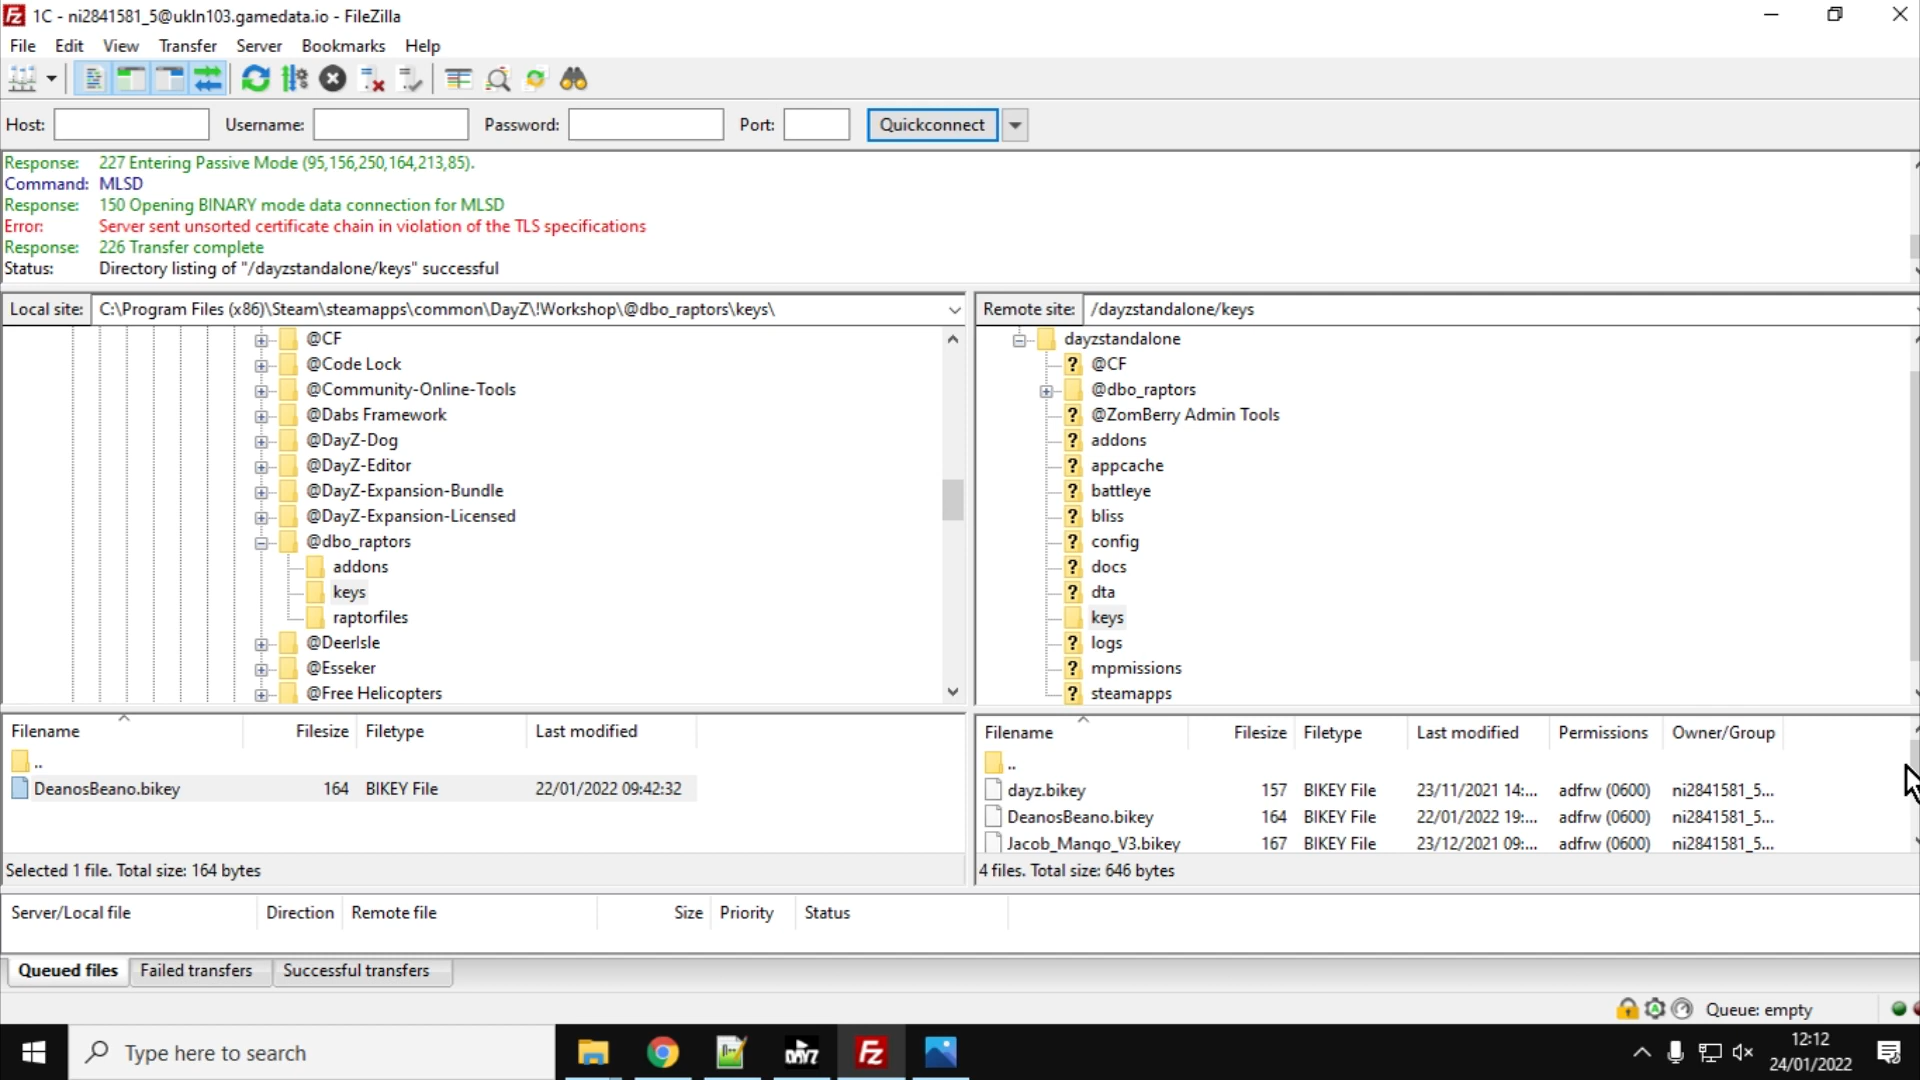 1C - ni2841581_5@ukln103.gamedata.io - FileZilla
File Edit View Transfer Server Bookmarks Help
Host: Username: Password: Port: Quickconnect
Response: 227 Entering Passive Mode (95,156,250,164,213,85).
Command: MLSD
Response: 150 Opening BINARY mode data connection for MLSD
Error: Server sent unsorted certificate chain in violation of the TLS specifications
Response: 226 Transfer complete
Status: Directory listing of "/dayzstandalone/keys" successful
Local site: C:\Program Files (x86)\Steam\steamapps\common\DayZ\!Workshop\@dbo_raptors\keys\
@CF
@Code Lock
@Community-Online-Tools
@Dabs Framework
@DayZ-Dog
@DayZ-Editor
@DayZ-Expansion-Bundle
@DayZ-Expansion-Licensed
@dbo_raptors
addons
keys
raptorfiles
@DeerIsle
@Esseker
@Free Helicopters
Filename Filesize Filetype Last modified
..
DeanosBeano.bikey 164 BIKEY File 22/01/2022 09:42:32
Selected 1 file. Total size: 164 bytes
Remote site: /dayzstandalone/keys
dayzstandalone
? @CF
@dbo_raptors
? @ZomBerry Admin Tools
? addons
? appcache
? battleye
? bliss
? config
? docs
? dta
keys
? logs
? mpmissions
? steamapps
Filename Filesize Filetype Last modified Permissions Owner/Group
..
dayz.bikey 157 BIKEY File 23/11/2021 14:... adfrw (0600) ni2841581_5...
DeanosBeano.bikey 164 BIKEY File 22/01/2022 19:... adfrw (0600) ni2841581_5...
Jacob_Mango_V3.bikey 167 BIKEY File 23/12/2021 09:... adfrw (0600) ni2841581_5...
4 files. Total size: 646 bytes
Server/Local file Direction Remote file Size Priority Status
Queued files Failed transfers Successful transfers
Queue: empty
Type here to search
DAYZ
Fz
12:12
24/01/2022